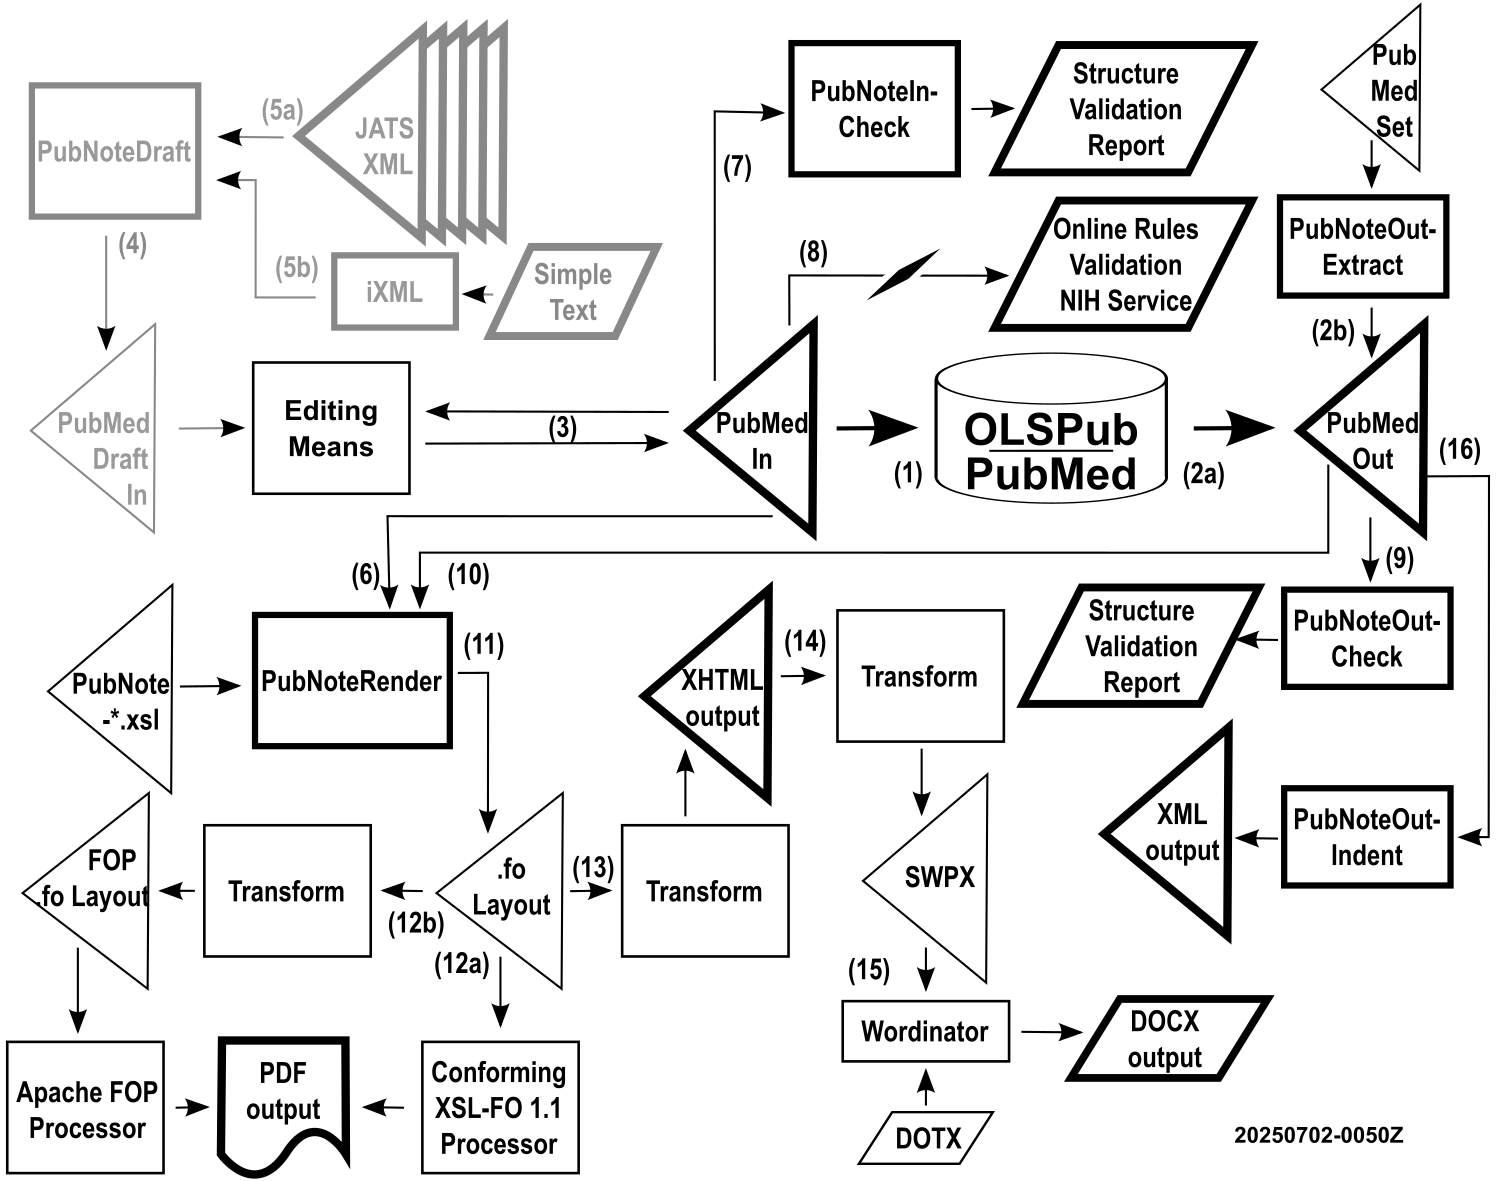 PubNoteDraft
(5a)
JATS
XML
(4)
(5b)
iXML
Simple
Text
PubMed
Draft
In
Editing
Means
(3)
(7)
PubNoteIn-
Check
Structure
Validation
Report
(8)
Online Rules
Validation
NIH Service
Pub
Med
Set
PubNoteOut-
Extract
(2b)
PubMed
In
(1)
OLSPub
PubMed
(2a)
PubMed
Out
(16)
(6)
(10)
(9)
PubNote
-*.xsl
PubNoteRender
(11)
XHTML
output
(14)
Transform
Structure
Validation
Report
PubNoteOut-
Check
FOP
.fo Layout
Transform
(12b)
.fo
Layout
(13)
Transform
(12a)
SWPX
XML
output
PubNoteOut-
Indent
(15)
Wordinator
DOCX
output
DOTX
Apache FOP
Processor
PDF
output
Conforming
XSL-FO 1.1
Processor
20250702-0050Z